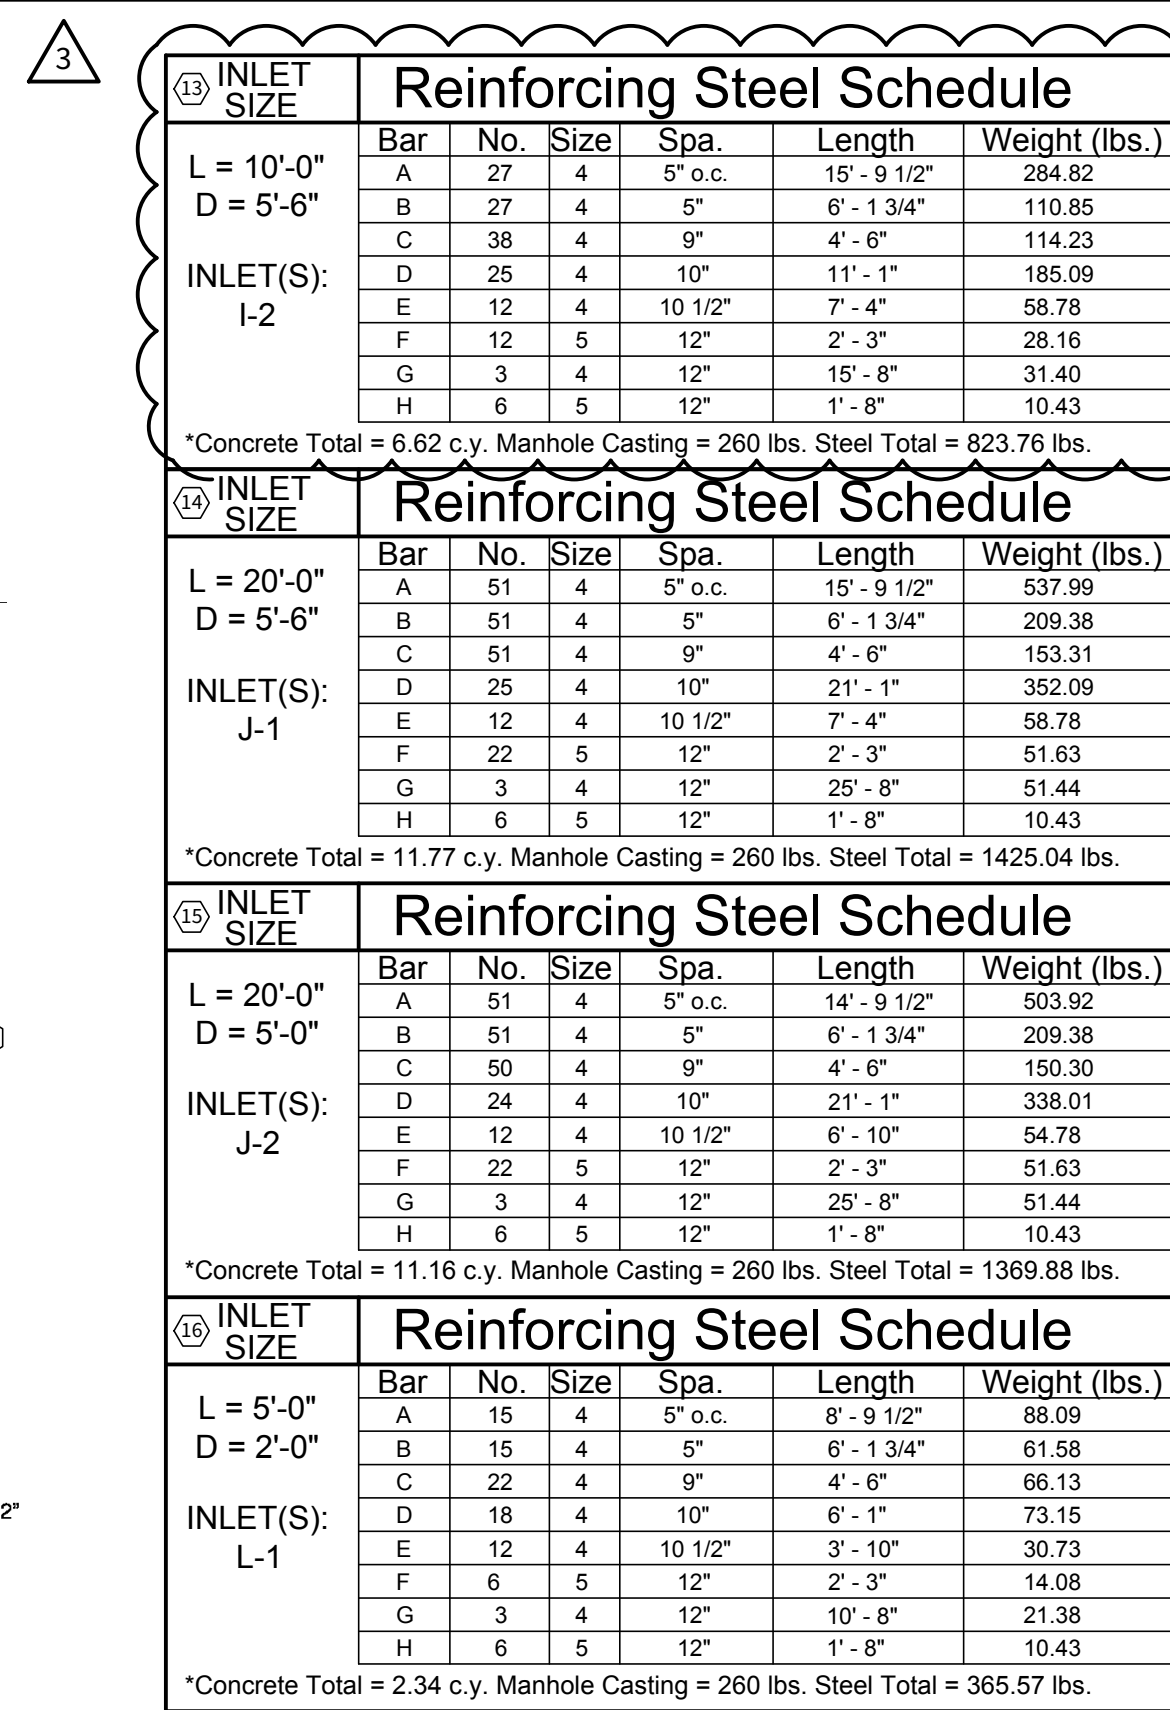 3
13 INLET SIZE Reinforcing Steel Schedule
L = 10'-0"
D = 5'-6"
INLET(S):
I-2
Bar No. Size Spa. Length Weight (lbs.)
A 27 4 5" o.c. 15' - 9 1/2" 284.82
B 27 4 5" 6' - 1 3/4" 110.85
C 38 4 9" 4' - 6" 114.23
D 25 4 10" 11' - 1" 185.09
E 12 4 10 1/2" 7' - 4" 58.78
F 12 5 12" 2' - 3" 28.16
G 3 4 12" 15' - 8" 31.40
H 6 5 12" 1' - 8" 10.43
*Concrete Total = 6.62 c.y. Manhole Casting = 260 lbs. Steel Total = 823.76 lbs.
14 INLET SIZE Reinforcing Steel Schedule
L = 20'-0"
D = 5'-6"
INLET(S):
J-1
Bar No. Size Spa. Length Weight (lbs.)
A 51 4 5" o.c. 15' - 9 1/2" 537.99
B 51 4 5" 6' - 1 3/4" 209.38
C 51 4 9" 4' - 6" 153.31
D 25 4 10" 21' - 1" 352.09
E 12 4 10 1/2" 7' - 4" 58.78
F 22 5 12" 2' - 3" 51.63
G 3 4 12" 25' - 8" 51.44
H 6 5 12" 1' - 8" 10.43
*Concrete Total = 11.77 c.y. Manhole Casting = 260 lbs. Steel Total = 1425.04 lbs.
15 INLET SIZE Reinforcing Steel Schedule
L = 20'-0"
D = 5'-0"
INLET(S):
J-2
Bar No. Size Spa. Length Weight (lbs.)
A 51 4 5" o.c. 14' - 9 1/2" 503.92
B 51 4 5" 6' - 1 3/4" 209.38
C 50 4 9" 4' - 6" 150.30
D 24 4 10" 21' - 1" 338.01
E 12 4 10 1/2" 6' - 10" 54.78
F 22 5 12" 2' - 3" 51.63
G 3 4 12" 25' - 8" 51.44
H 6 5 12" 1' - 8" 10.43
*Concrete Total = 11.16 c.y. Manhole Casting = 260 lbs. Steel Total = 1369.88 lbs.
16 INLET SIZE Reinforcing Steel Schedule
L = 5'-0"
D = 2'-0"
INLET(S):
L-1
2"
Bar No. Size Spa. Length Weight (lbs.)
A 15 4 5" o.c. 8' - 9 1/2" 88.09
B 15 4 5" 6' - 1 3/4" 61.58
C 22 4 9" 4' - 6" 66.13
D 18 4 10" 6' - 1" 73.15
E 12 4 10 1/2" 3' - 10" 30.73
F 6 5 12" 2' - 3" 14.08
G 3 4 12" 10' - 8" 21.38
H 6 5 12" 1' - 8" 10.43
*Concrete Total = 2.34 c.y. Manhole Casting = 260 lbs. Steel Total = 365.57 lbs.